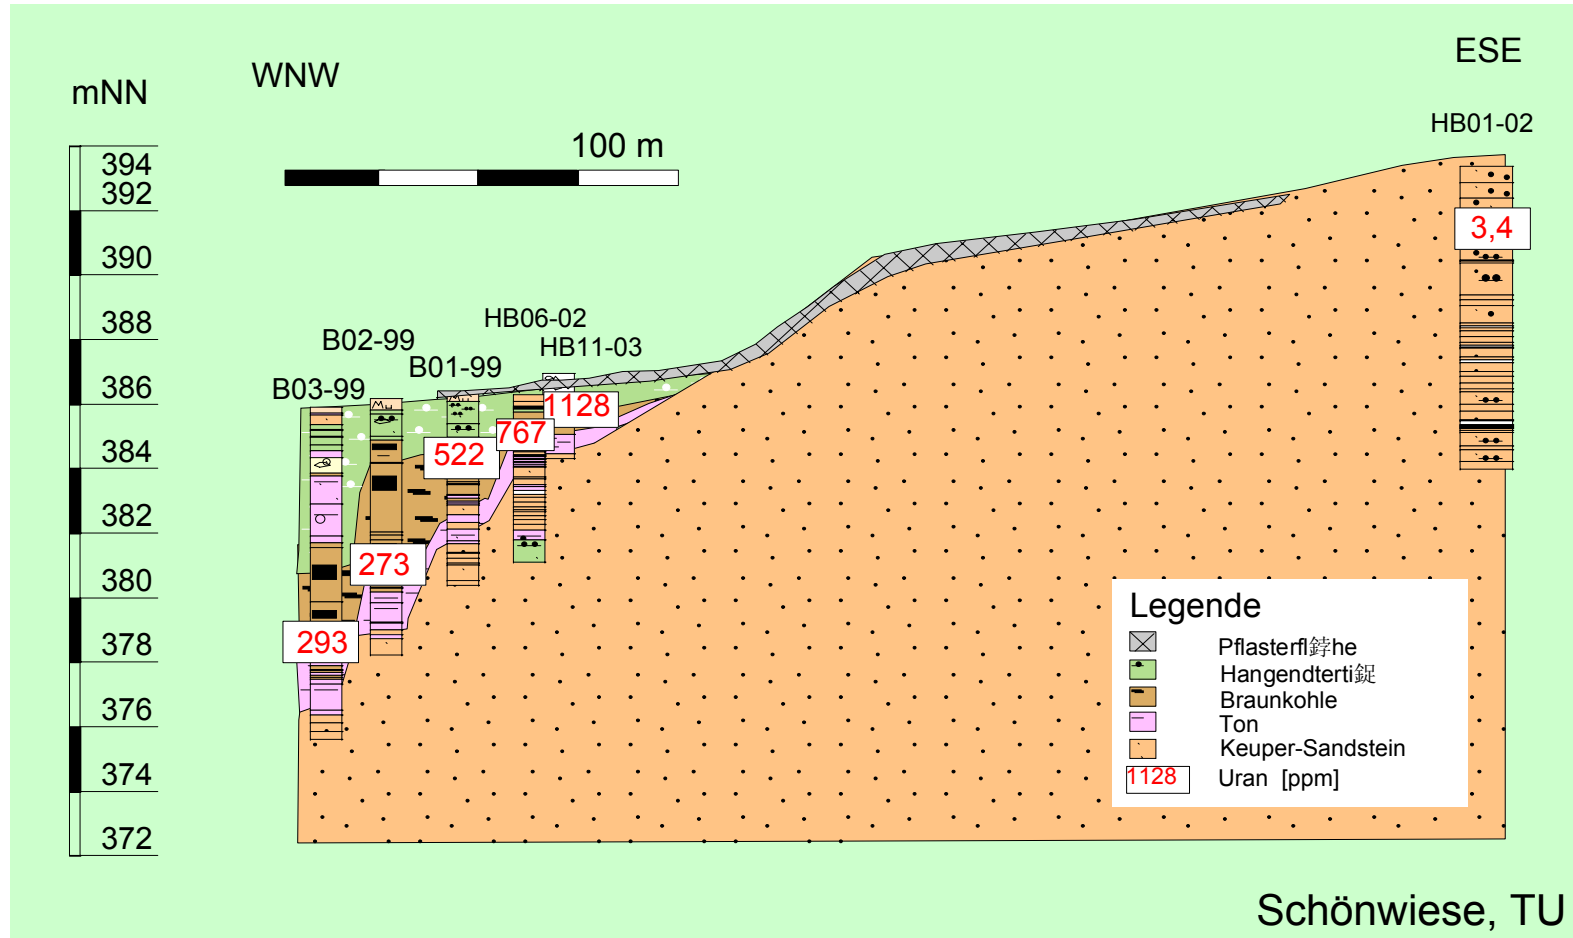 WNW
ESE
mNN
HB01-02
100 m
394
392
390
388
386
384
382
380
378
376
374
372
3,4
HB06-02
B02-99
HB11-03
B01-99
B03-99
1128
767
522
273
293
Legende
Pflasterfl錞he
Hangendterti鋜
Braunkohle
Ton
Keuper-Sandstein
1128 Uran [ppm]
Schönwiese, TU